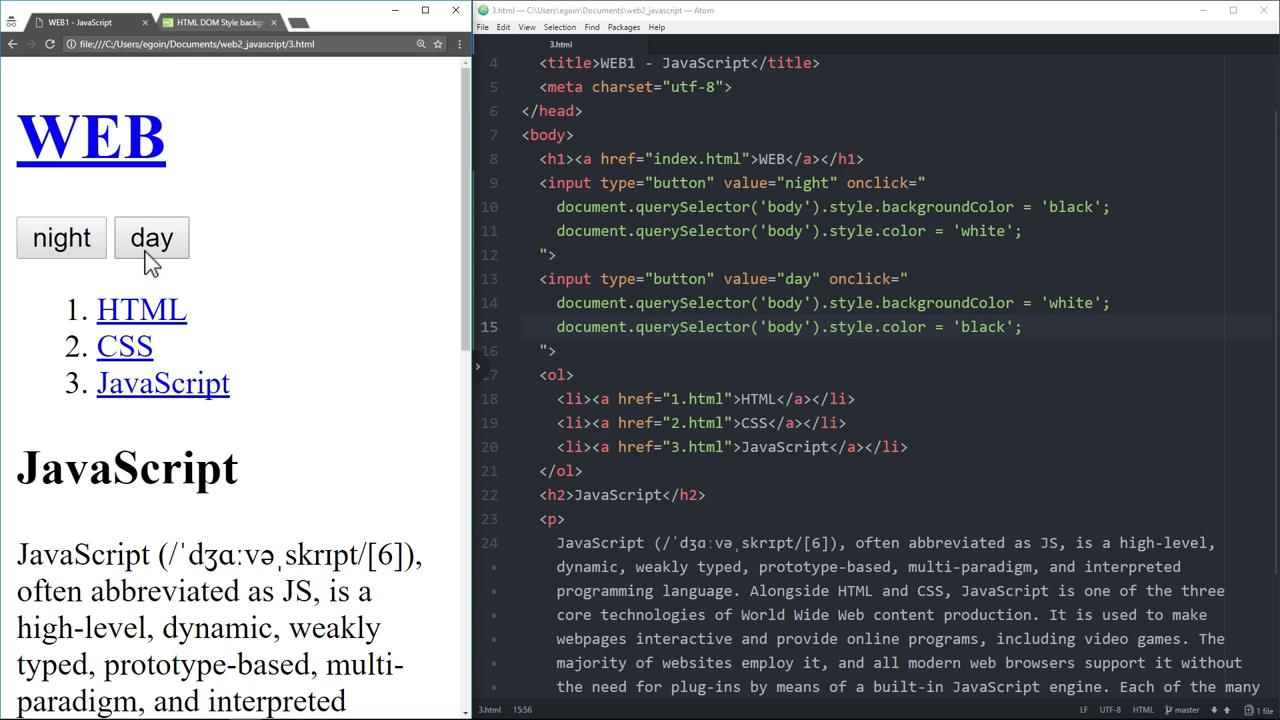 WEB1 - JavaScript
HTML DOM Style backg
file:///C:/Users/egoin/Documents/web2_javascript/3.html
WEB
night day
1. HTML
2. CSS
3. JavaScript
JavaScript
JavaScript (/ˈdʒɑːvəˌskrɪpt/[6]),
often abbreviated as JS, is a
high-level, dynamic, weakly
typed, prototype-based, multi-
paradigm, and interpreted
3.html — C:\Users\egoin\Documents\web2_javascript — Atom
File Edit View Selection Find Packages Help
3.html
4 <title>WEB1 - JavaScript</title>
5 <meta charset="utf-8">
6 </head>
7 <body>
8 <h1><a href="index.html">WEB</a></h1>
9 <input type="button" value="night" onclick="
10 document.querySelector('body').style.backgroundColor = 'black';
11 document.querySelector('body').style.color = 'white';
12 ">
13 <input type="button" value="day" onclick="
14 document.querySelector('body').style.backgroundColor = 'white';
15 document.querySelector('body').style.color = 'black';
16 ">
17 <ol>
18 <li><a href="1.html">HTML</a></li>
19 <li><a href="2.html">CSS</a></li>
20 <li><a href="3.html">JavaScript</a></li>
21 </ol>
22 <h2>JavaScript</h2>
23 <p>
24 JavaScript (/ˈdʒɑːvəˌskrɪpt/[6]), often abbreviated as JS, is a high-level,
dynamic, weakly typed, prototype-based, multi-paradigm, and interpreted
programming language. Alongside HTML and CSS, JavaScript is one of the three
core technologies of World Wide Web content production. It is used to make
webpages interactive and provide online programs, including video games. The
majority of websites employ it, and all modern web browsers support it without
the need for plug-ins by means of a built-in JavaScript engine. Each of the many
3.html 15:56 LF UTF-8 HTML master 1 file